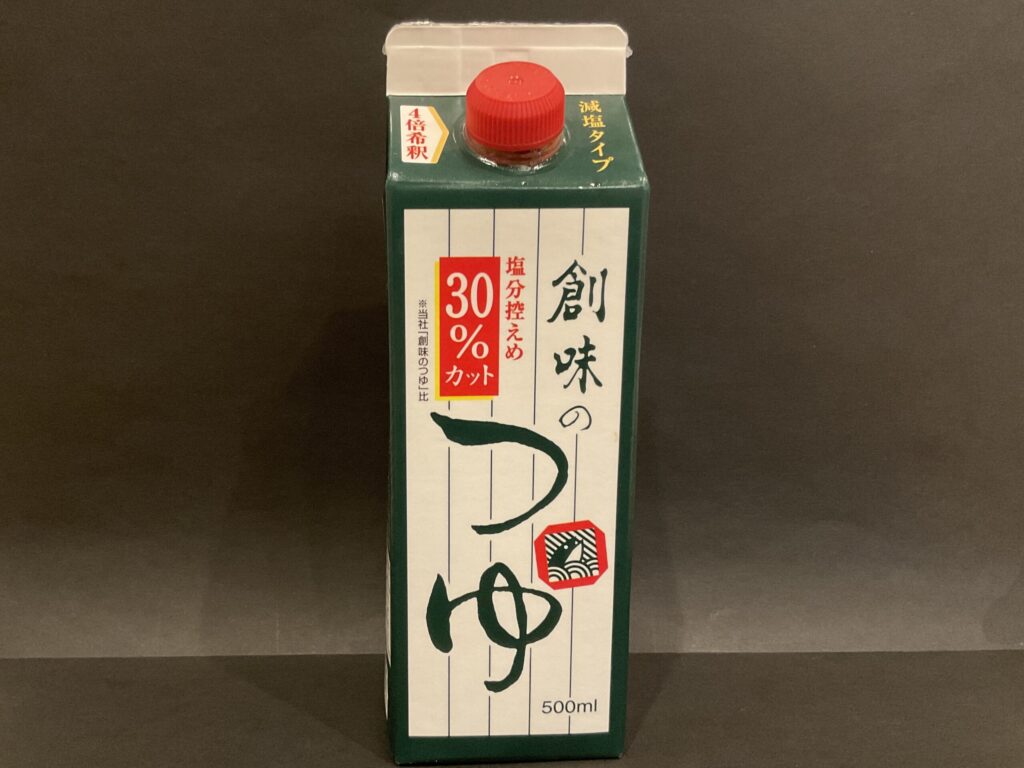 4倍希釈
減塩タイプ
創味の
つゆ
塩分控えめ
30%
カット
※当社「創味のつゆ」比
500ml